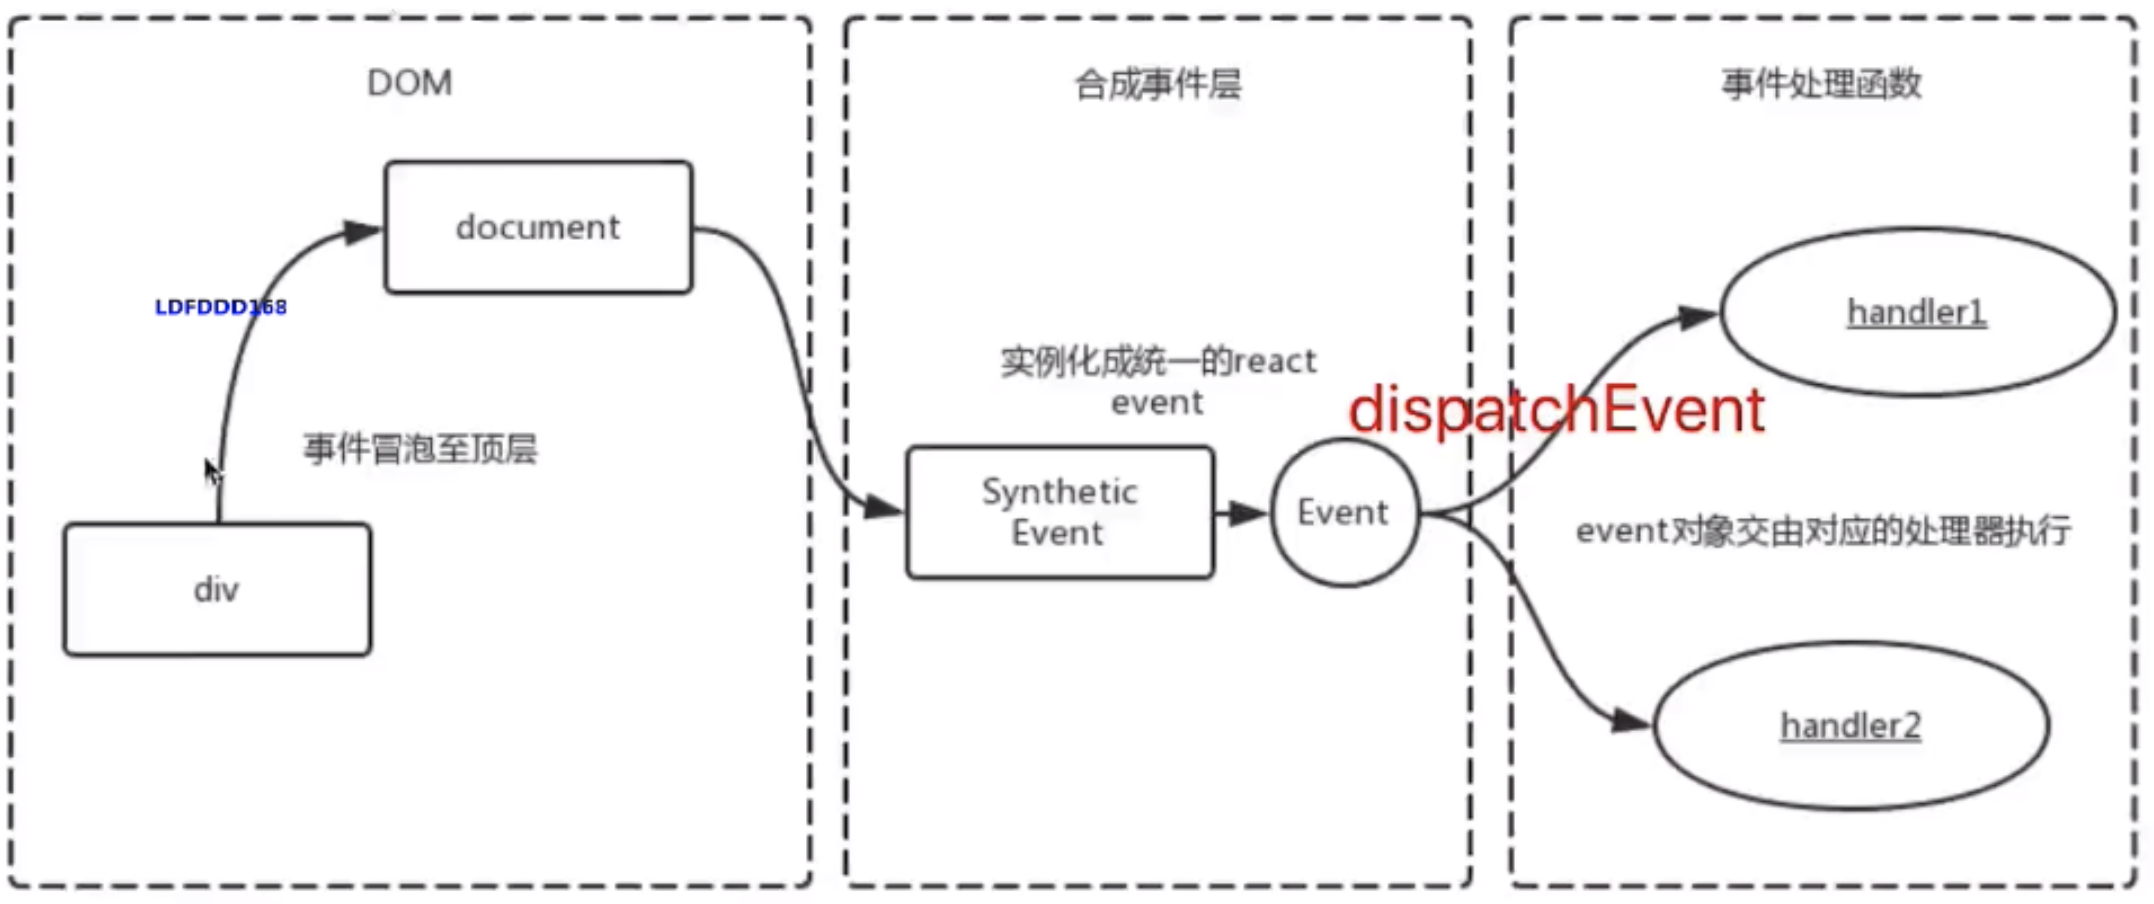 DOM
document
LDFDDD168
事件冒泡至顶层
div
合成事件层
实例化成统一的react
event
Synthetic
Event
Event
dispatchEvent
事件处理函数
handler1
event对象交由对应的处理器执行
handler2